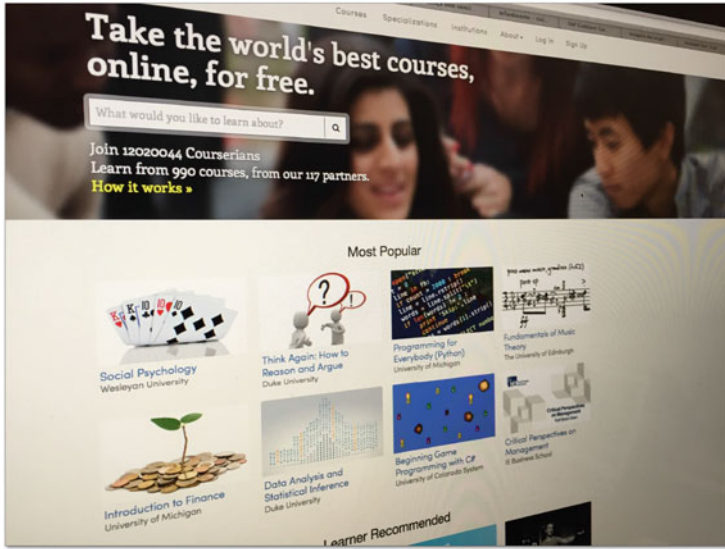 Courses Specializations Institutions About Log In Sign Up
Take the world's best courses,
online, for free.
What would you like to learn about?
Join 12020044 Courserians
Learn from 990 courses, from our 117 partners.
How it works »
Most Popular
Social Psychology
Wesleyan University
Think Again: How to
Reason and Argue
Duke University
Programming for
Everybody (Python)
University of Michigan
Fundamentals of Music
Theory
The University of Edinburgh
Introduction to Finance
University of Michigan
Data Analysis and
Statistical Inference
Duke University
Beginning Game
Programming with C#
University of Colorado System
Critical Perspectives
on Management
Critical Perspectives on
Management
IE Business School
Learner Recommended